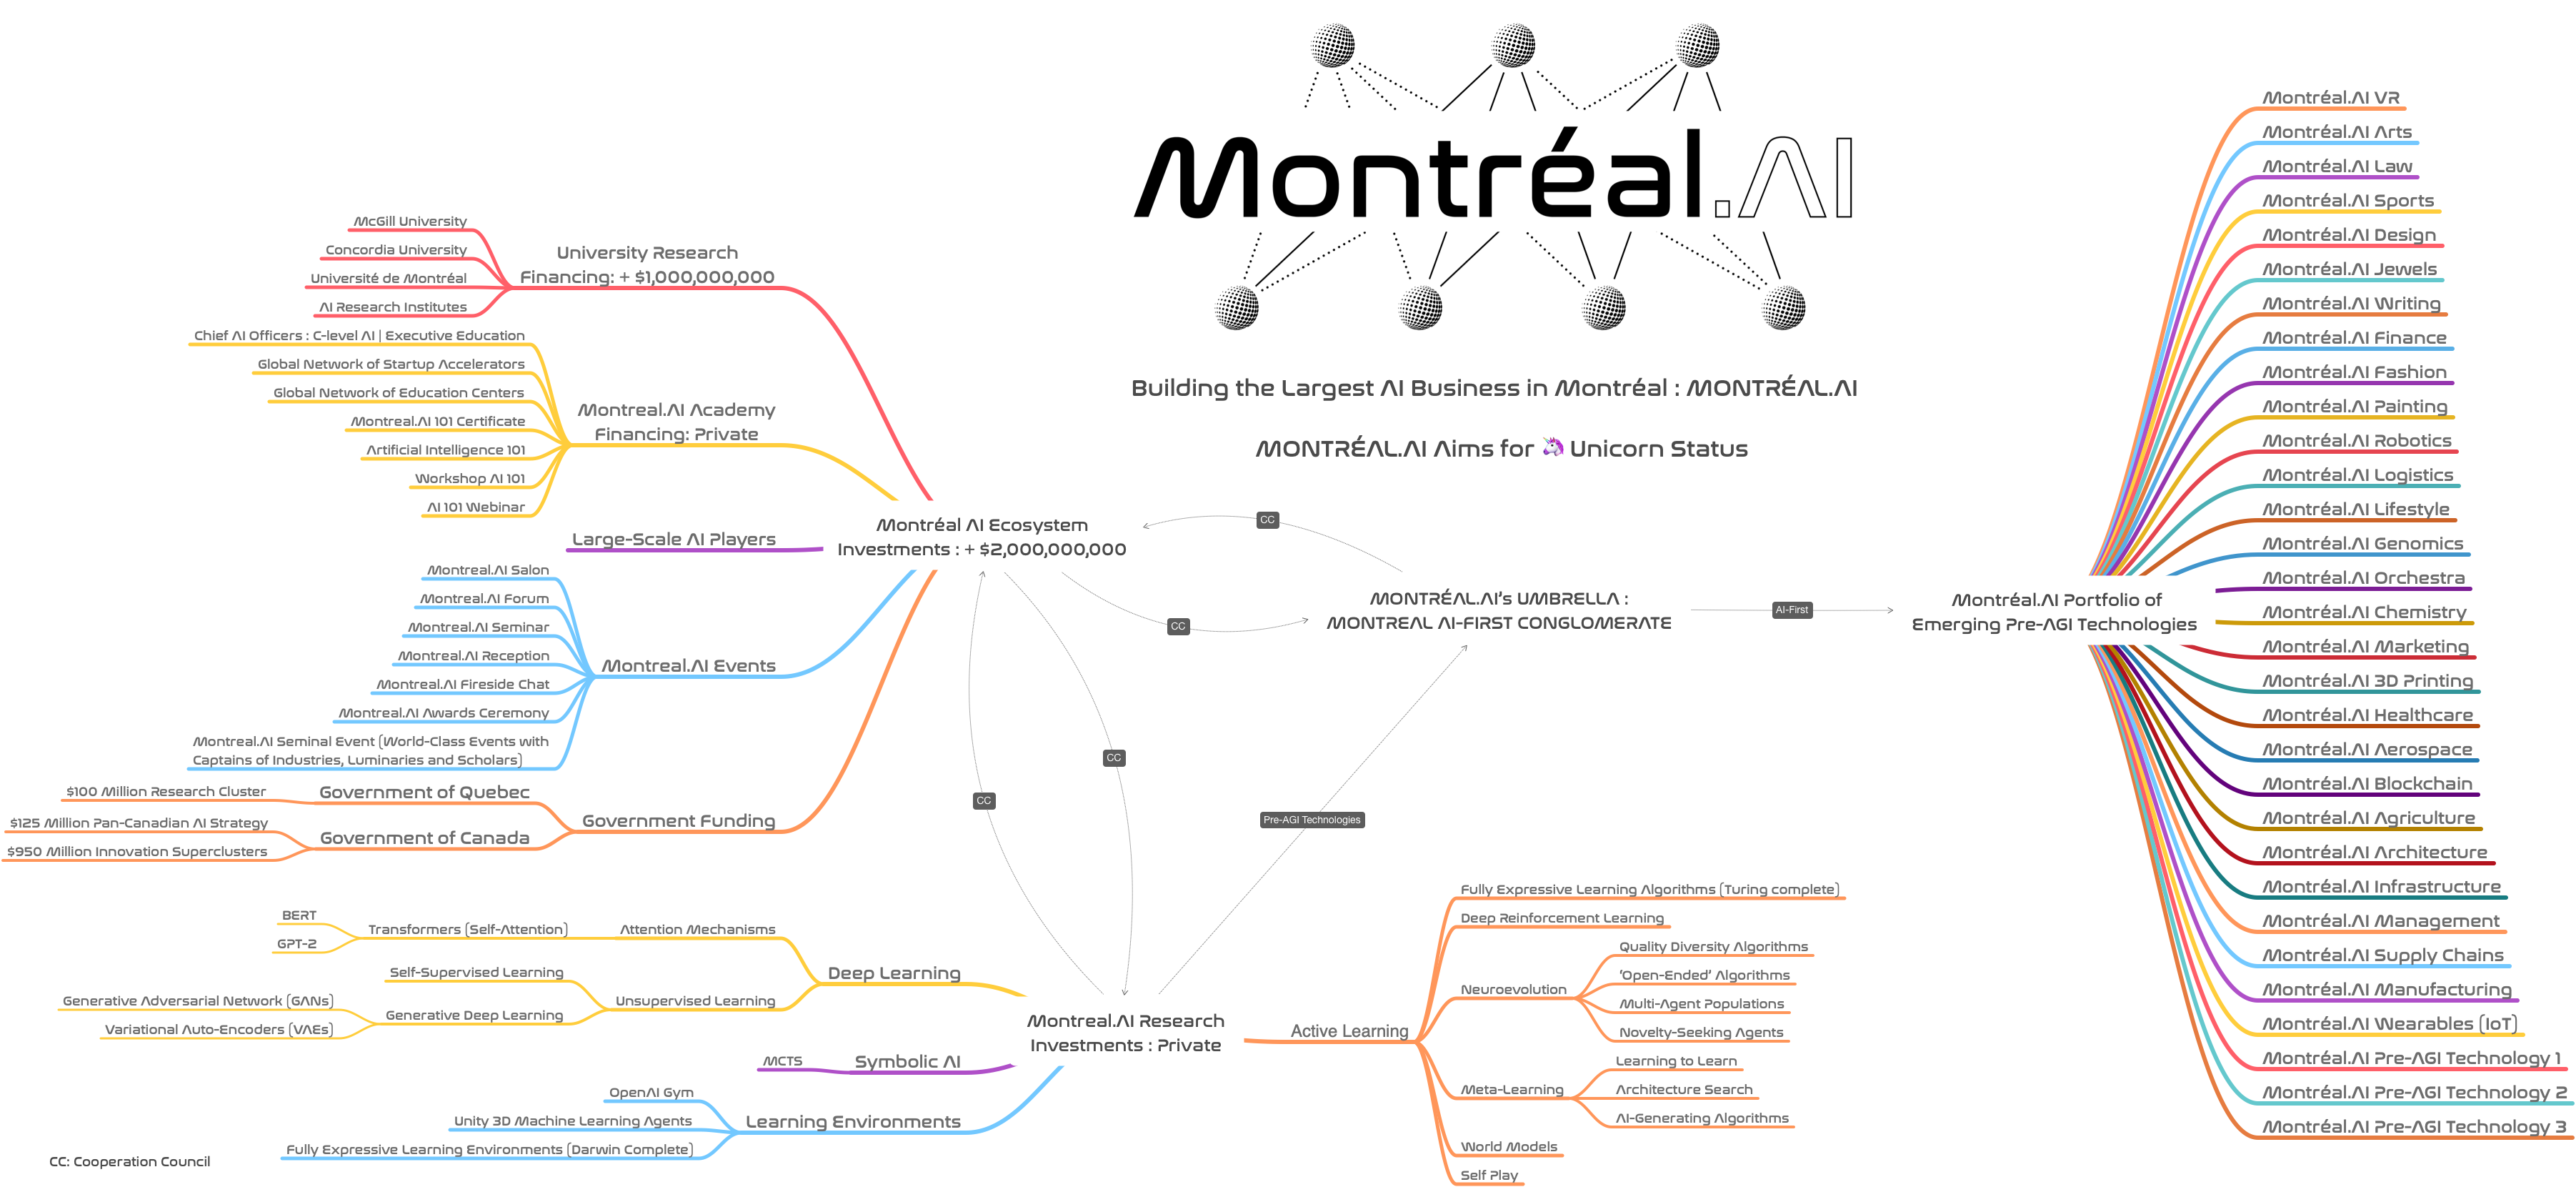 Montréal.AI
Building the Largest AI Business in Montréal : MONTRÉAL.AI
MONTRÉAL.AI Aims for 🦄 Unicorn Status
McGill University
Concordia University
Université de Montréal
AI Research Institutes
University Research
Financing: + $1,000,000,000
Chief AI Officers : C-level AI | Executive Education
Global Network of Startup Accelerators
Global Network of Education Centers
Montreal.AI 101 Certificate
Artificial Intelligence 101
Workshop AI 101
AI 101 Webinar
Montreal.AI Academy
Financing: Private
Large-Scale AI Players
Montréal AI Ecosystem
Investments : + $2,000,000,000
Montreal.AI Salon
Montreal.AI Forum
Montreal.AI Seminar
Montreal.AI Reception
Montreal.AI Fireside Chat
Montreal.AI Awards Ceremony
Montreal.AI Seminal Event (World-Class Events with
Captains of Industries, Luminaries and Scholars)
Montreal.AI Events
$100 Million Research Cluster
Government of Quebec
$125 Million Pan-Canadian AI Strategy
$950 Million Innovation Superclusters
Government of Canada
Government Funding
CC
CC
CC
CC
MONTRÉAL.AI's UMBRELLA :
MONTREAL AI-FIRST CONGLOMERATE
AI-First
Pre-AGI Technologies
Montréal.AI Portfolio of
Emerging Pre-AGI Technologies
BERT
GPT-2
Transformers (Self-Attention)
Attention Mechanisms
Self-Supervised Learning
Generative Adversarial Network (GANs)
Variational Auto-Encoders (VAEs)
Generative Deep Learning
Unsupervised Learning
Deep Learning
MCTS
Symbolic AI
OpenAI Gym
Unity 3D Machine Learning Agents
Fully Expressive Learning Environments (Darwin Complete)
Learning Environments
Montreal.AI Research
Investments : Private
Active Learning
Fully Expressive Learning Algorithms (Turing complete)
Deep Reinforcement Learning
Neuroevolution
Quality Diversity Algorithms
'Open-Ended' Algorithms
Multi-Agent Populations
Novelty-Seeking Agents
Meta-Learning
Learning to Learn
Architecture Search
AI-Generating Algorithms
World Models
Self Play
CC: Cooperation Council
Montréal.AI VR
Montréal.AI Arts
Montréal.AI Law
Montréal.AI Sports
Montréal.AI Design
Montréal.AI Jewels
Montréal.AI Writing
Montréal.AI Finance
Montréal.AI Fashion
Montréal.AI Painting
Montréal.AI Robotics
Montréal.AI Logistics
Montréal.AI Lifestyle
Montréal.AI Genomics
Montréal.AI Orchestra
Montréal.AI Chemistry
Montréal.AI Marketing
Montréal.AI 3D Printing
Montréal.AI Healthcare
Montréal.AI Aerospace
Montréal.AI Blockchain
Montréal.AI Agriculture
Montréal.AI Architecture
Montréal.AI Infrastructure
Montréal.AI Management
Montréal.AI Supply Chains
Montréal.AI Manufacturing
Montréal.AI Wearables (IoT)
Montréal.AI Pre-AGI Technology 1
Montréal.AI Pre-AGI Technology 2
Montréal.AI Pre-AGI Technology 3